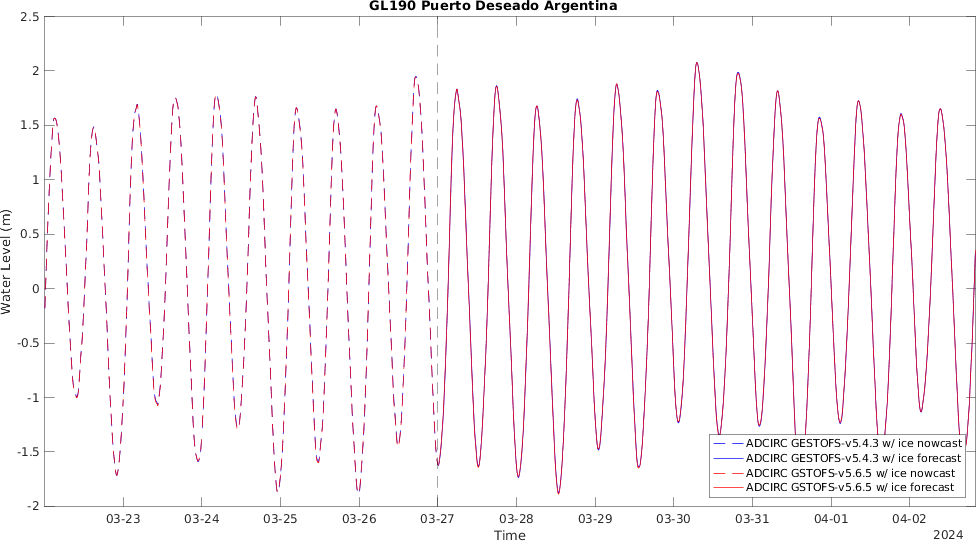 GL190 Puerto Deseado Argentina
2.5
2
1.5
1
0.5
0
-0.5
-1
-1.5
-2
Water Level (m)
ADCIRC GESTOFS-v5.4.3 w/ ice nowcast
ADCIRC GESTOFS-v5.4.3 w/ ice forecast
ADCIRC GSTOFS-v5.6.5 w/ ice nowcast
ADCIRC GSTOFS-v5.6.5 w/ ice forecast
03-23 03-24 03-25 03-26 03-27 03-28 03-29 03-30 03-31 04-01 04-02
Time
2024